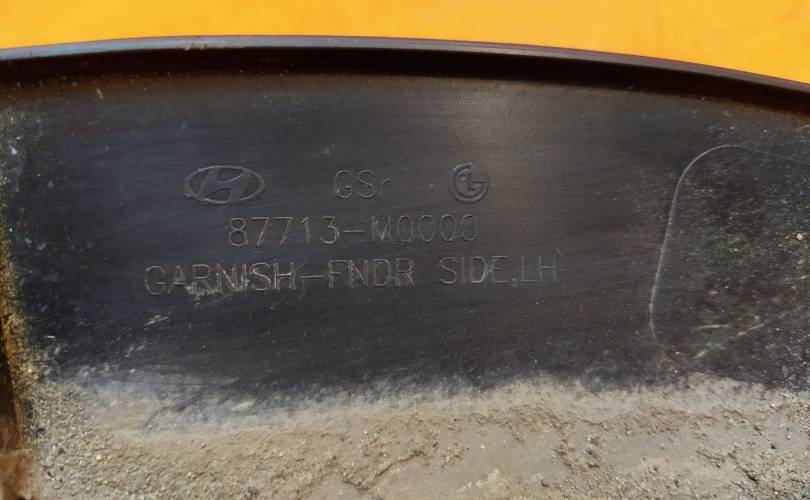 GSr
87713-M0000
GARNISH-FNDR SIDE,LH